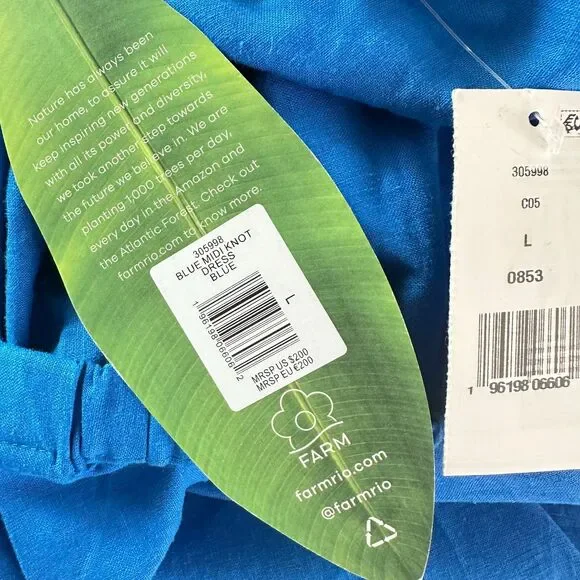 Nature has always been
our home, to assure it will
keep inspiring new generations
with all its power and diversity,
we took another step towards
the future we believe in. We are
planting 1,000 trees per day,
every day in the Amazon and
the Atlantic Forest. Check out
farmrio.com to know more.
305998
BLUE MIDI KNOT
DRESS
BLUE
L
1 96198 06606 2
MRSP US $200
MRSP EU €200
FARM
farmrio.com
@farmrio
305998
C05
L
0853
1 96198 06606